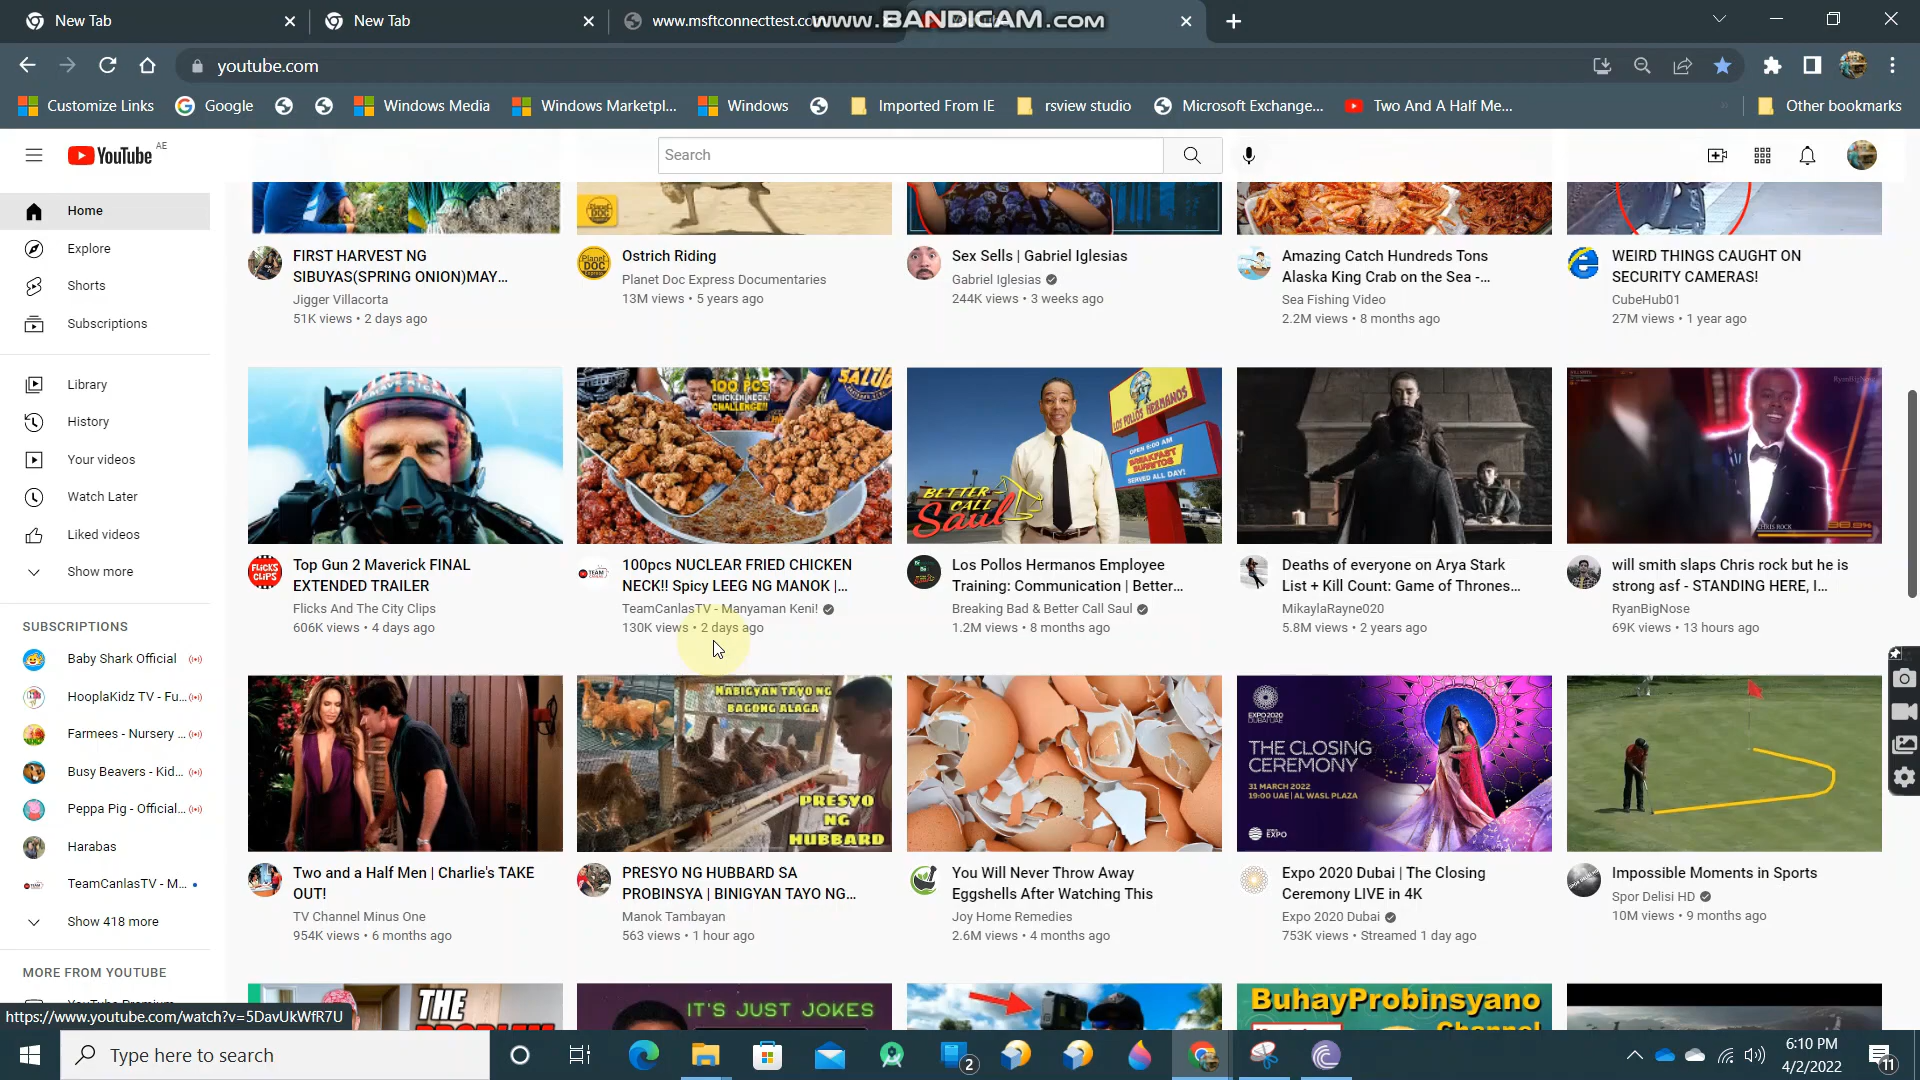 New Tab
New Tab
www.msftconnecttest.co
www.BANDICAM.com
youtube.com
Customize Links
Google
Windows Media
Windows Marketpl...
Windows
Imported From IE
rsview studio
Microsoft Exchange...
Two And A Half Me...
Other bookmarks
YouTube AE
Search
Home
Explore
Shorts
Subscriptions
Library
History
Your videos
Watch Later
Liked videos
Show more
SUBSCRIPTIONS
Baby Shark Official
HooplaKidz TV - Fu...
Farmees - Nursery ...
Busy Beavers - Kid...
Peppa Pig - Official...
Harabas
TeamCanlasTV - M...
Show 418 more
MORE FROM YOUTUBE
FIRST HARVEST NG
SIBUYAS(SPRING ONION)MAY...
Jigger Villacorta
51K views • 2 days ago
PLANET DOC
Ostrich Riding
Planet Doc Express Documentaries
13M views • 5 years ago
Sex Sells | Gabriel Iglesias
Gabriel Iglesias
244K views • 3 weeks ago
Amazing Catch Hundreds Tons
Alaska King Crab on the Sea -...
Sea Fishing Video
2.2M views • 8 months ago
WEIRD THINGS CAUGHT ON
SECURITY CAMERAS!
CubeHub01
27M views • 1 year ago
MAVERICK
FLICKS
CLIPS
Top Gun 2 Maverick FINAL
EXTENDED TRAILER
Flicks And The City Clips
606K views • 4 days ago
100 PCS
CHICKEN NECK
CHALLENGE!!
100pcs NUCLEAR FRIED CHICKEN
NECK!! Spicy LEEG NG MANOK |...
TeamCanlasTV - Manyaman Keni!
130K views • 2 days ago
LOS POLLOS HERMANOS
OPEN 9:00 AM
BREAKFAST
BURRITOS
SERVED ALL DAY!
BETTER
CALL
Saul
Los Pollos Hermanos Employee
Training: Communication | Better...
Breaking Bad & Better Call Saul
1.2M views • 8 months ago
Deaths of everyone on Arya Stark
List + Kill Count: Game of Thrones...
MikaylaRayne020
5.8M views • 2 years ago
RyanBigNose
CHRIS ROCK
will smith slaps Chris rock but he is
strong asf - STANDING HERE, I...
RyanBigNose
69K views • 13 hours ago
Two and a Half Men | Charlie's TAKE
OUT!
TV Channel Minus One
954K views • 6 months ago
NABIGYAN TAYO NG
BAGONG ALAGA
PRESYO
NG
HUBBARD
PRESYO NG HUBBARD SA
PROBINSYA | BINIGYAN TAYO NG...
Manok Tambayan
563 views • 1 hour ago
You Will Never Throw Away
Eggshells After Watching This
Joy Home Remedies
2.6M views • 4 months ago
EXPO2020
DUBAI UAE
THE CLOSING
CEREMONY
31 MARCH 2022
19:00 UAE | AL WASL PLAZA
EXPO
Expo 2020 Dubai | The Closing
Ceremony LIVE in 4K
Expo 2020 Dubai
753K views • Streamed 1 day ago
Impossible Moments in Sports
Spor Delisi HD
10M views • 9 months ago
THE
IT'S JUST JOKES
BuhayProbinsyano
Channel
https://www.youtube.com/watch?v=5DavUkWfR7U
Type here to search
2
6:10 PM
4/2/2022
11